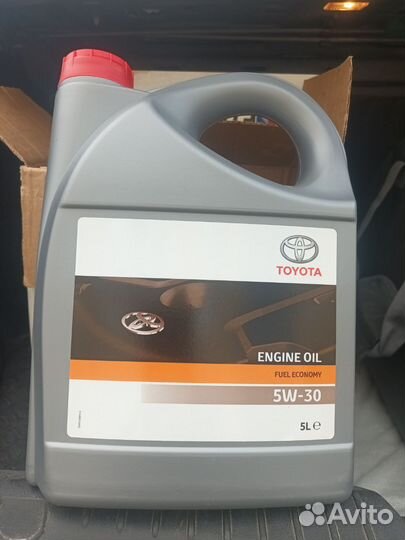 TOYOTA
ENGINE OIL
FUEL ECONOMY
5W-30
5L e
Avito